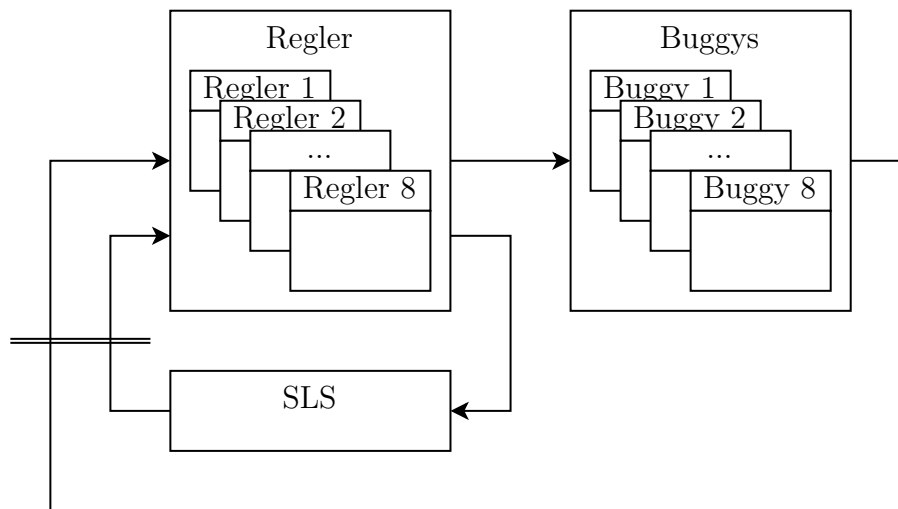 Regler
Regler 1
Regler 2
...
Regler 8
Buggys
Buggy 1
Buggy 2
...
Buggy 8
SLS